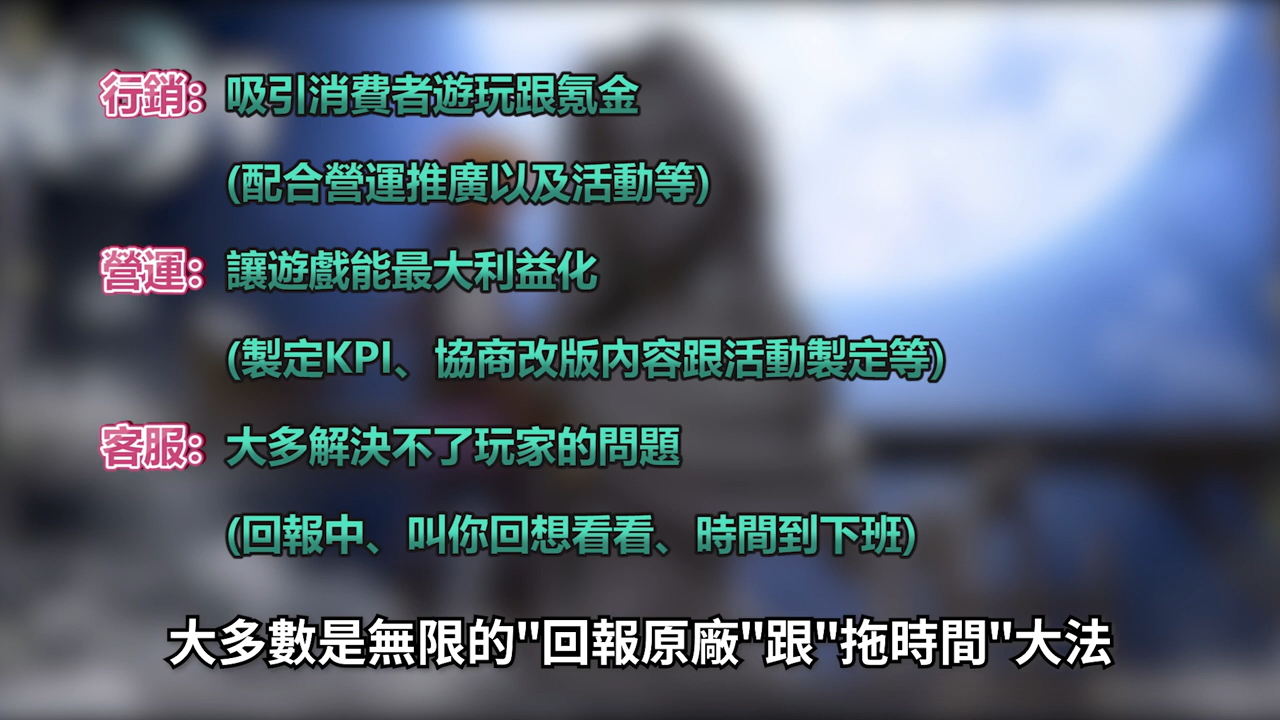 行銷：吸引消費者遊玩跟氪金
(配合營運推廣以及活動等)
營運：讓遊戲能最大利益化
(製定KPI、協商改版內容跟活動製定等)
客服：大多解決不了玩家的問題
(回報中、叫你回想看看、時間到下班)
大多數是無限的"回報原廠"跟"拖時間"大法